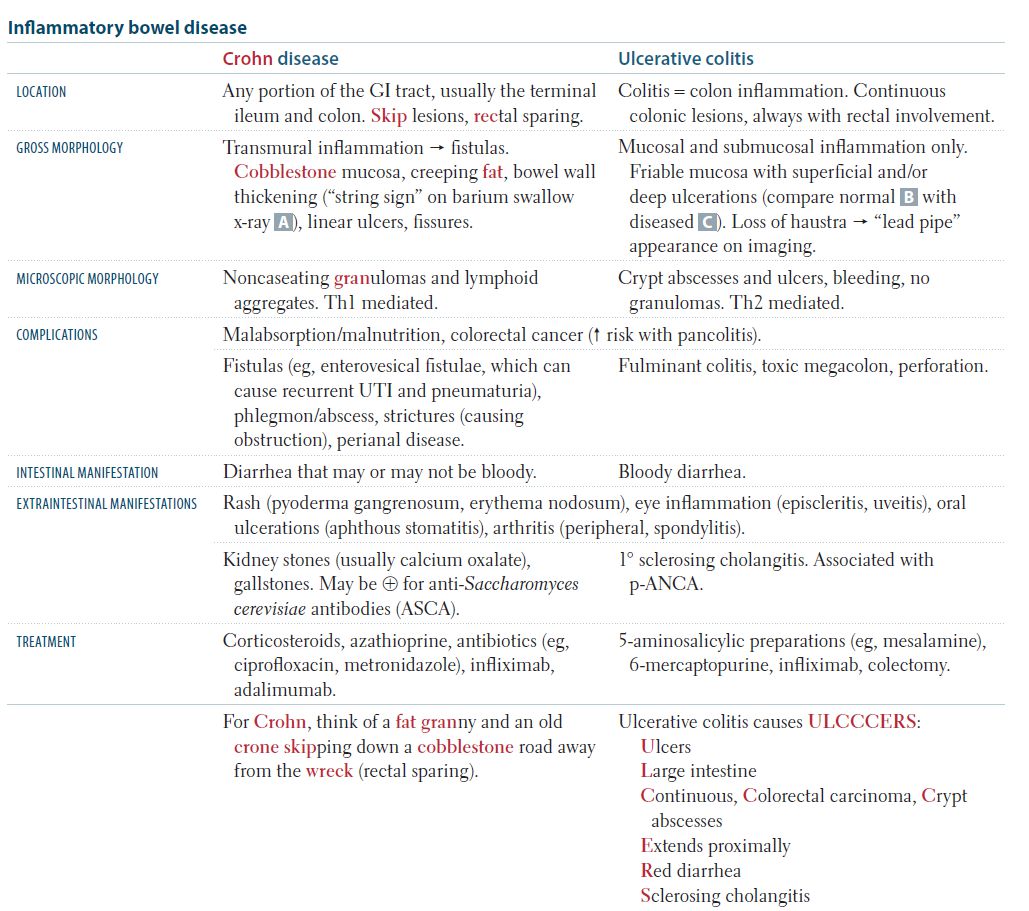 Inflammatory bowel disease
Crohn disease
Ulcerative colitis
LOCATION
Any portion of the GI tract, usually the terminal
ileum and colon. Skip lesions, rectal sparing.
Colitis = colon inflammation. Continuous
colonic lesions, always with rectal involvement.
GROSS MORPHOLOGY
Transmural inflammation → fistulas.
Cobblestone mucosa, creeping fat, bowel wall
thickening (“string sign” on barium swallow
x-ray A), linear ulcers, fissures.
Mucosal and submucosal inflammation only.
Friable mucosa with superficial and/or
deep ulcerations (compare normal B with
diseased C). Loss of haustra → “lead pipe”
appearance on imaging.
MICROSCOPIC MORPHOLOGY
Noncaseating granulomas and lymphoid
aggregates. Th1 mediated.
Crypt abscesses and ulcers, bleeding, no
granulomas. Th2 mediated.
COMPLICATIONS
Malabsorption/malnutrition, colorectal cancer (↑ risk with pancolitis).
Fistulas (eg, enterovesical fistulae, which can
cause recurrent UTI and pneumaturia),
phlegmon/abscess, strictures (causing
obstruction), perianal disease.
Fulminant colitis, toxic megacolon, perforation.
INTESTINAL MANIFESTATION
Diarrhea that may or may not be bloody.
Bloody diarrhea.
EXTRAINTESTINAL MANIFESTATIONS
Rash (pyoderma gangrenosum, erythema nodosum), eye inflammation (episcleritis, uveitis), oral
ulcerations (aphthous stomatitis), arthritis (peripheral, spondylitis).
Kidney stones (usually calcium oxalate),
gallstones. May be ⊕ for anti-Saccharomyces
cerevisiae antibodies (ASCA).
1° sclerosing cholangitis. Associated with
p-ANCA.
TREATMENT
Corticosteroids, azathioprine, antibiotics (eg,
ciprofloxacin, metronidazole), infliximab,
adalimumab.
5-aminosalicylic preparations (eg, mesalamine),
6-mercaptopurine, infliximab, colectomy.
For Crohn, think of a fat granny and an old
crone skipping down a cobblestone road away
from the wreck (rectal sparing).
Ulcerative colitis causes ULCCCERS:
Ulcers
Large intestine
Continuous, Colorectal carcinoma, Crypt
abscesses
Extends proximally
Red diarrhea
Sclerosing cholangitis